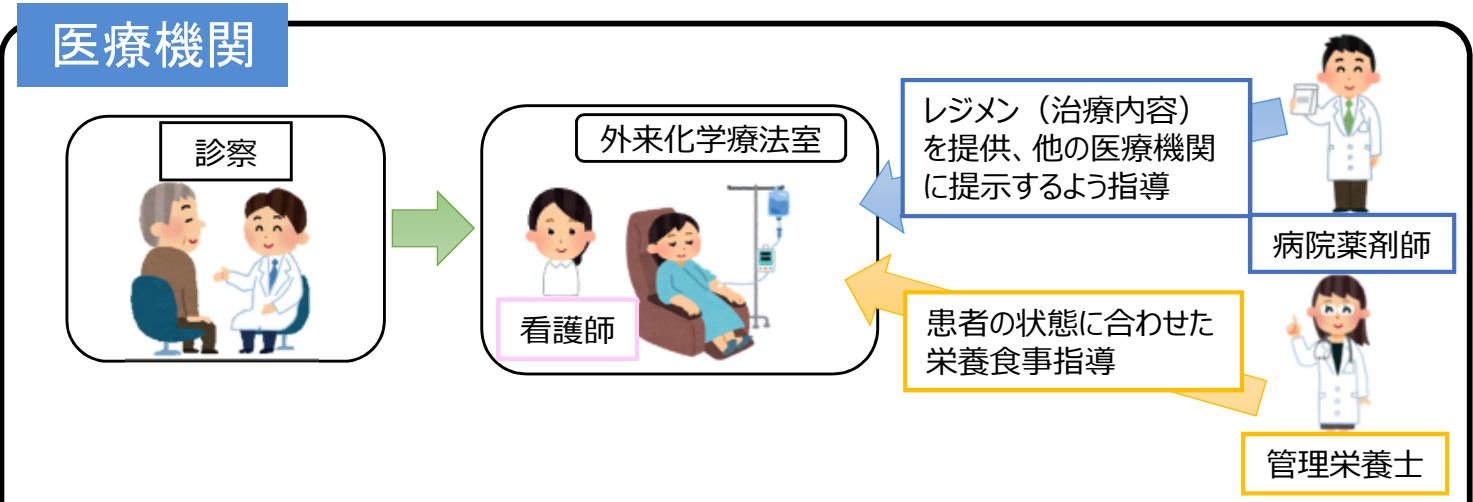 医療機関
診察
外来化学療法室
看護師
レジメン（治療内容）
を提供、他の医療機関
に提示するよう指導
病院薬剤師
患者の状態に合わせた
栄養食事指導
管理栄養士